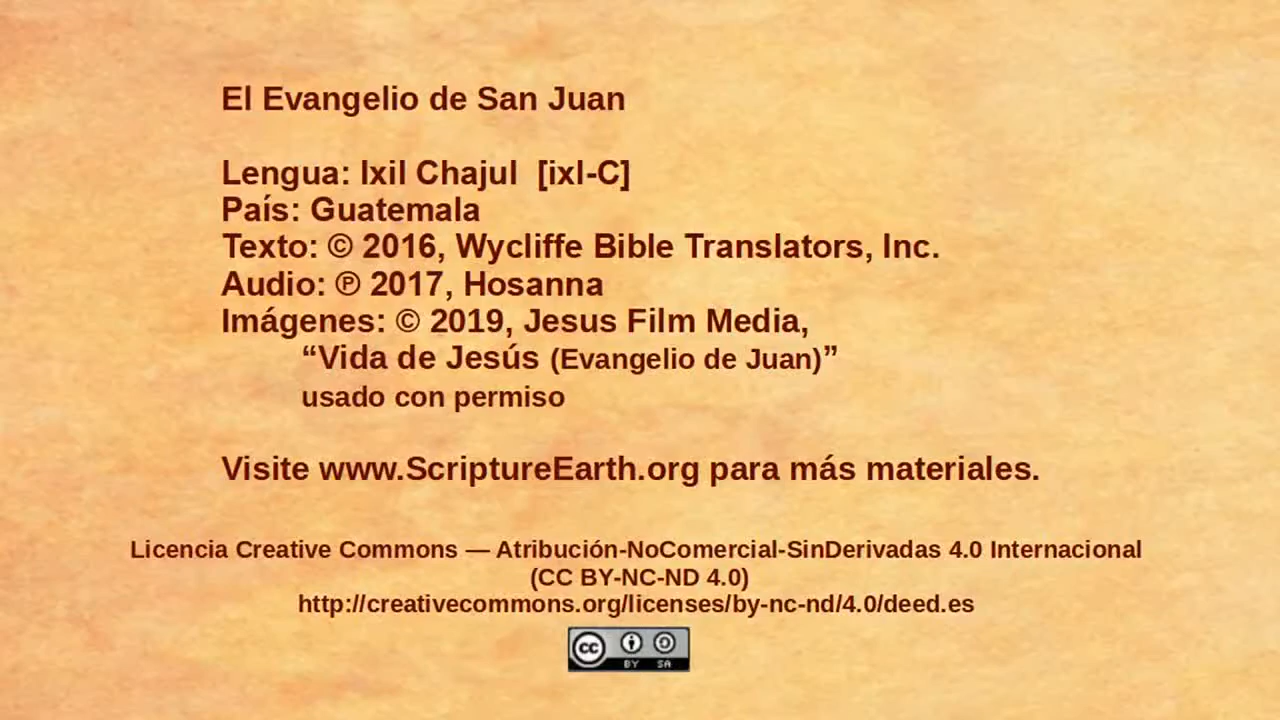 El Evangelio de San Juan
Lengua: Ixil Chajul [ixl-C]
País: Guatemala
Texto: © 2016, Wycliffe Bible Translators, Inc.
Audio: ℗ 2017, Hosanna
Imágenes: © 2019, Jesus Film Media,
“Vida de Jesús (Evangelio de Juan)”
usado con permiso
Visite www.ScriptureEarth.org para más materiales.
Licencia Creative Commons — Atribución-NoComercial-SinDerivadas 4.0 Internacional
(CC BY-NC-ND 4.0)
http://creativecommons.org/licenses/by-nc-nd/4.0/deed.es
cc
BY SA